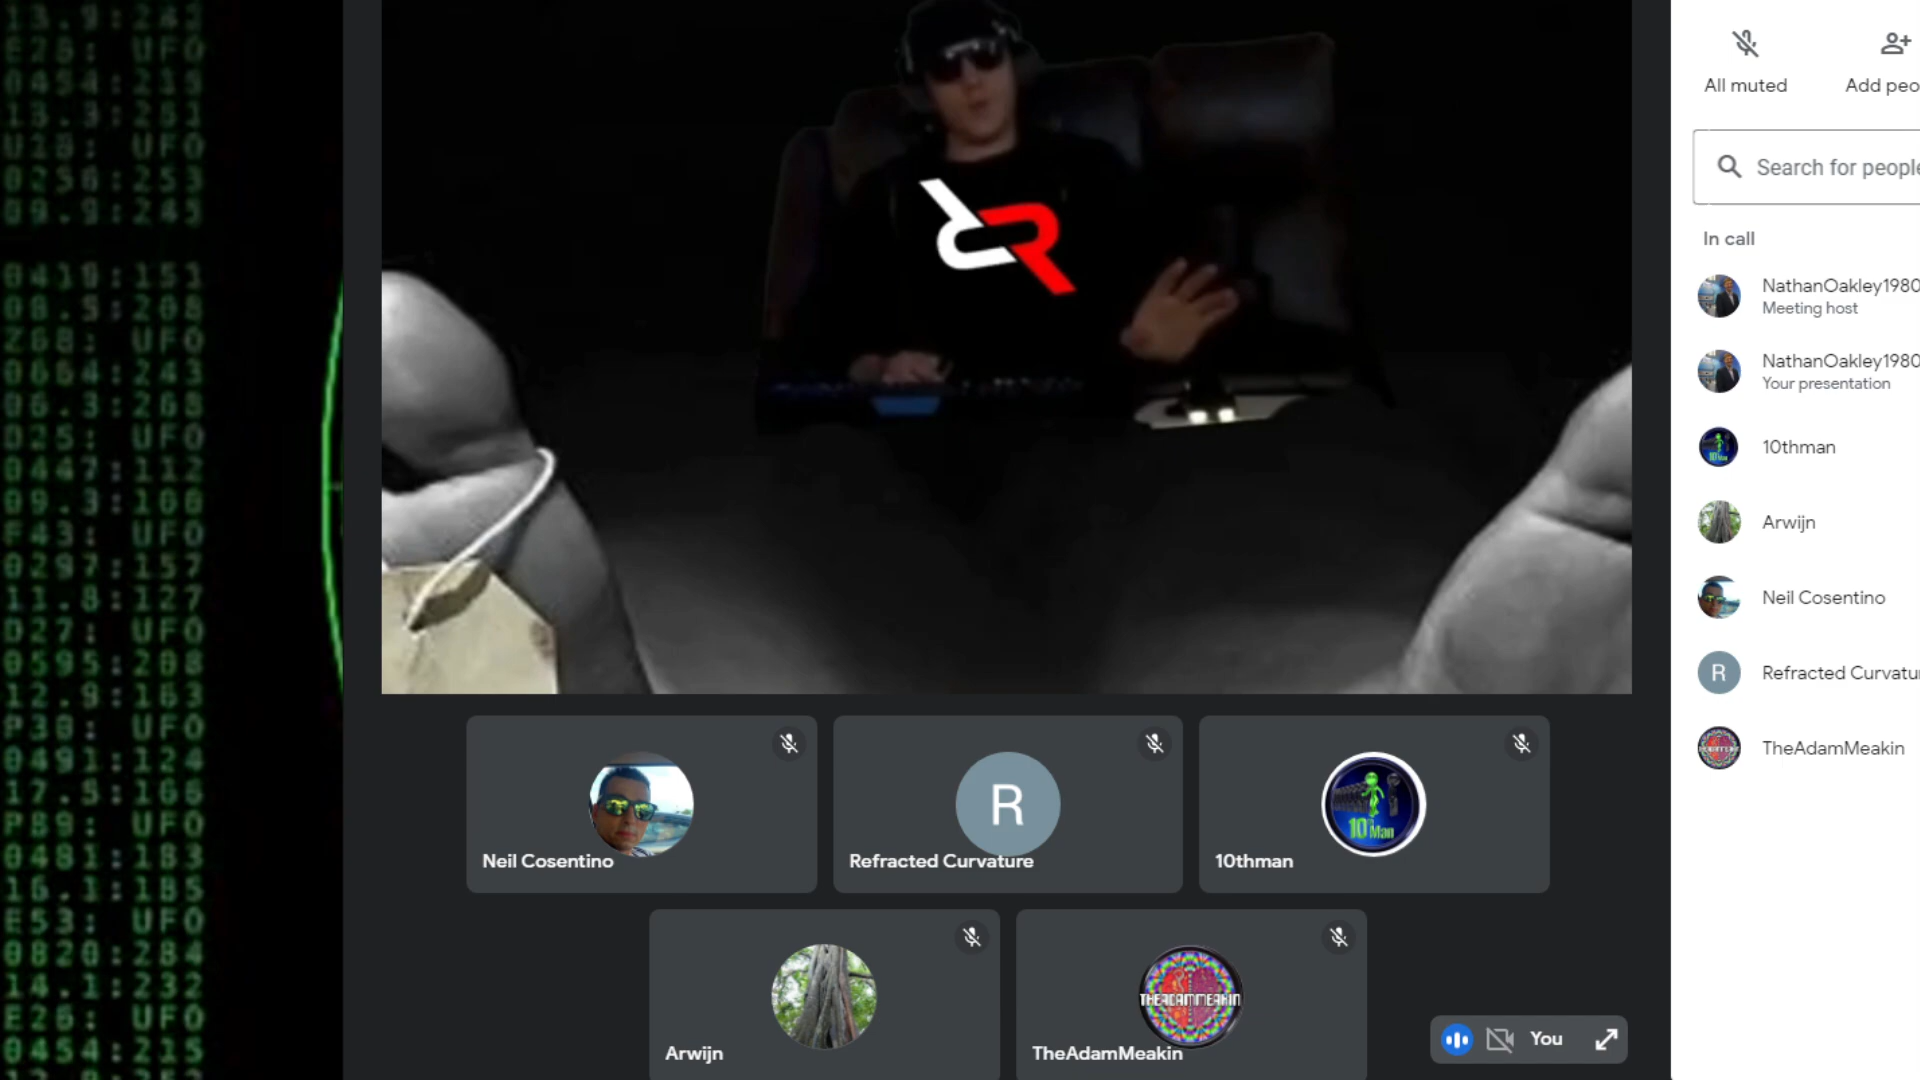 13.9:243
E28: UFO
0454:215
13.3:251
U28: UFO
0256:253
09.9:245
0419:151
08.5:208
Z68: UFO
0664:243
06.3:268
D25: UFO
0447:112
09.3:168
F43: UFO
0297:157
11.8:127
D27: UFO
0595:208
12.9:163
P38: UFO
0491:124
17.5:166
P89: UFO
0481:183
16.1:185
E53: UFO
0820:284
14.1:232
E26: UFO
0454:215
Neil Cosentino
R
Refracted Curvature
10th Man
10thman
Arwijn
THEADAMMEAKIN
TheAdamMeakin
You
All muted
Add peo
Search for people
In call
NathanOakley1980
Meeting host
NathanOakley1980
Your presentation
10thman
Arwijn
Neil Cosentino
R
Refracted Curvatu
TheAdamMeakin